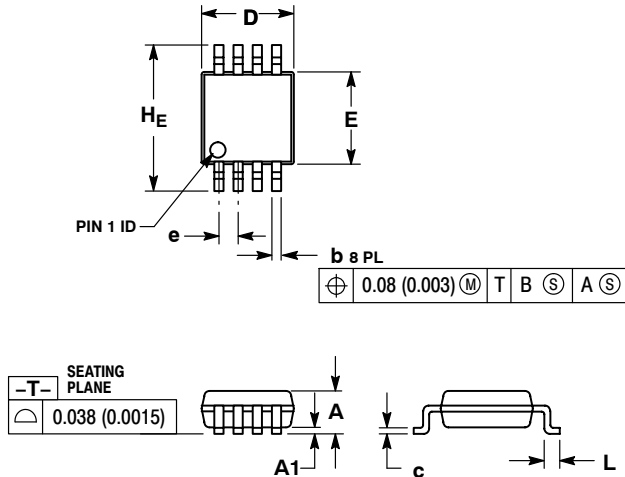 D
HE
E
PIN 1 ID
e
b 8 PL
⌖ 0.08 (0.003) Ⓜ T B Ⓢ A Ⓢ
–T– SEATING
PLANE
⌓ 0.038 (0.0015)
A
A1
c
L